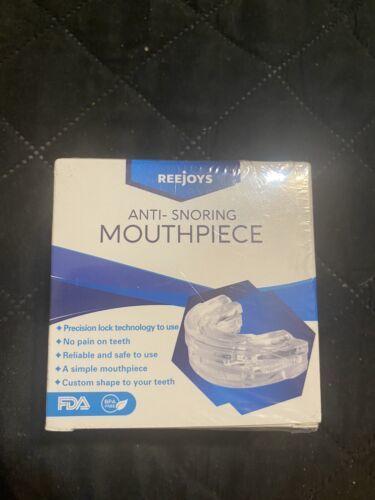 REEJOYS
ANTI- SNORING
MOUTHPIECE
Precision lock technology to use
No pain on teeth
Reliable and safe to use
A simple mouthpiece
Custom shape to your teeth
FDA
BPA
FREE